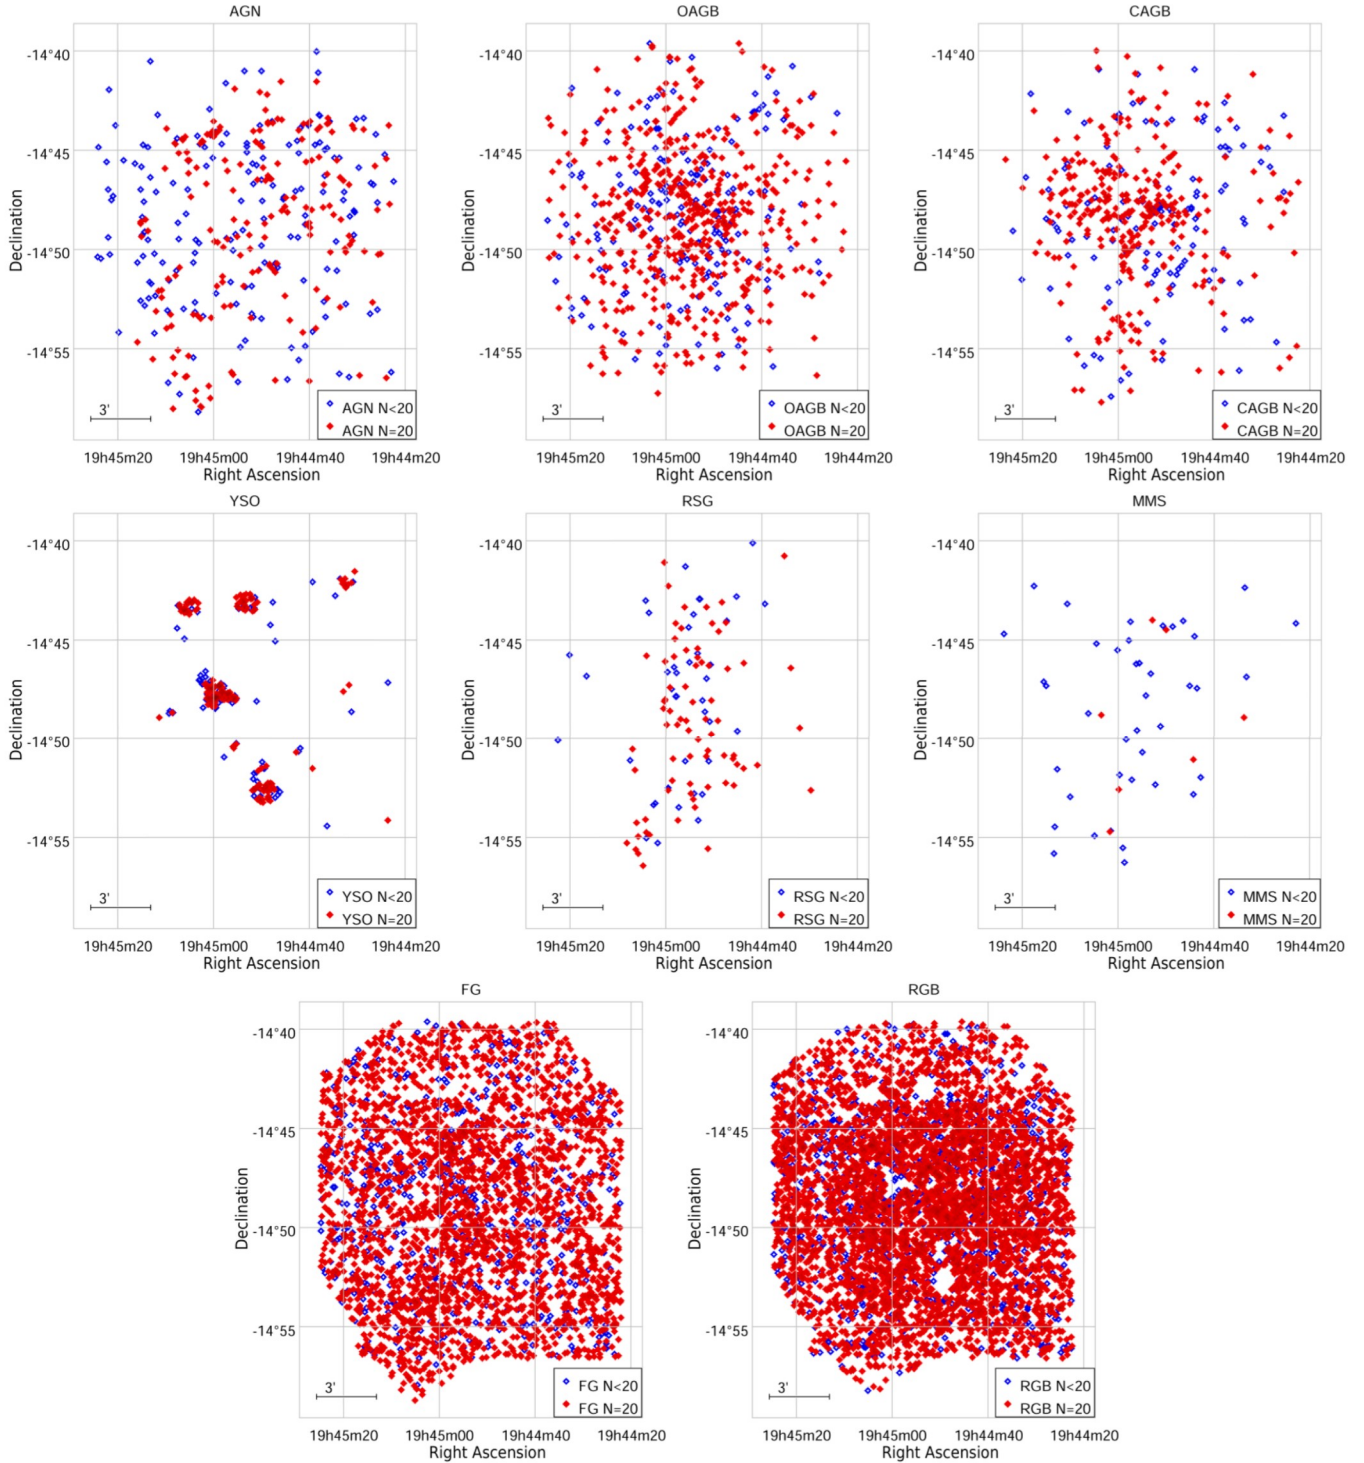 AGN
-14°40
-14°45
-14°50
-14°55
Declination
3'
AGN N<20
AGN N=20
19h45m20 19h45m00 19h44m40 19h44m20
Right Ascension
OAGB
-14°40
-14°45
-14°50
-14°55
Declination
3'
OAGB N<20
OAGB N=20
19h45m20 19h45m00 19h44m40 19h44m20
Right Ascension
CAGB
-14°40
-14°45
-14°50
-14°55
Declination
3'
CAGB N<20
CAGB N=20
19h45m20 19h45m00 19h44m40 19h44m20
Right Ascension
YSO
-14°40
-14°45
-14°50
-14°55
Declination
3'
YSO N<20
YSO N=20
19h45m20 19h45m00 19h44m40 19h44m20
Right Ascension
RSG
-14°40
-14°45
-14°50
-14°55
Declination
3'
RSG N<20
RSG N=20
19h45m20 19h45m00 19h44m40 19h44m20
Right Ascension
MMS
-14°40
-14°45
-14°50
-14°55
Declination
3'
MMS N<20
MMS N=20
19h45m20 19h45m00 19h44m40 19h44m20
Right Ascension
FG
-14°40
-14°45
-14°50
-14°55
Declination
3'
FG N<20
FG N=20
19h45m20 19h45m00 19h44m40 19h44m20
Right Ascension
RGB
-14°40
-14°45
-14°50
-14°55
Declination
3'
RGB N<20
RGB N=20
19h45m20 19h45m00 19h44m40 19h44m20
Right Ascension